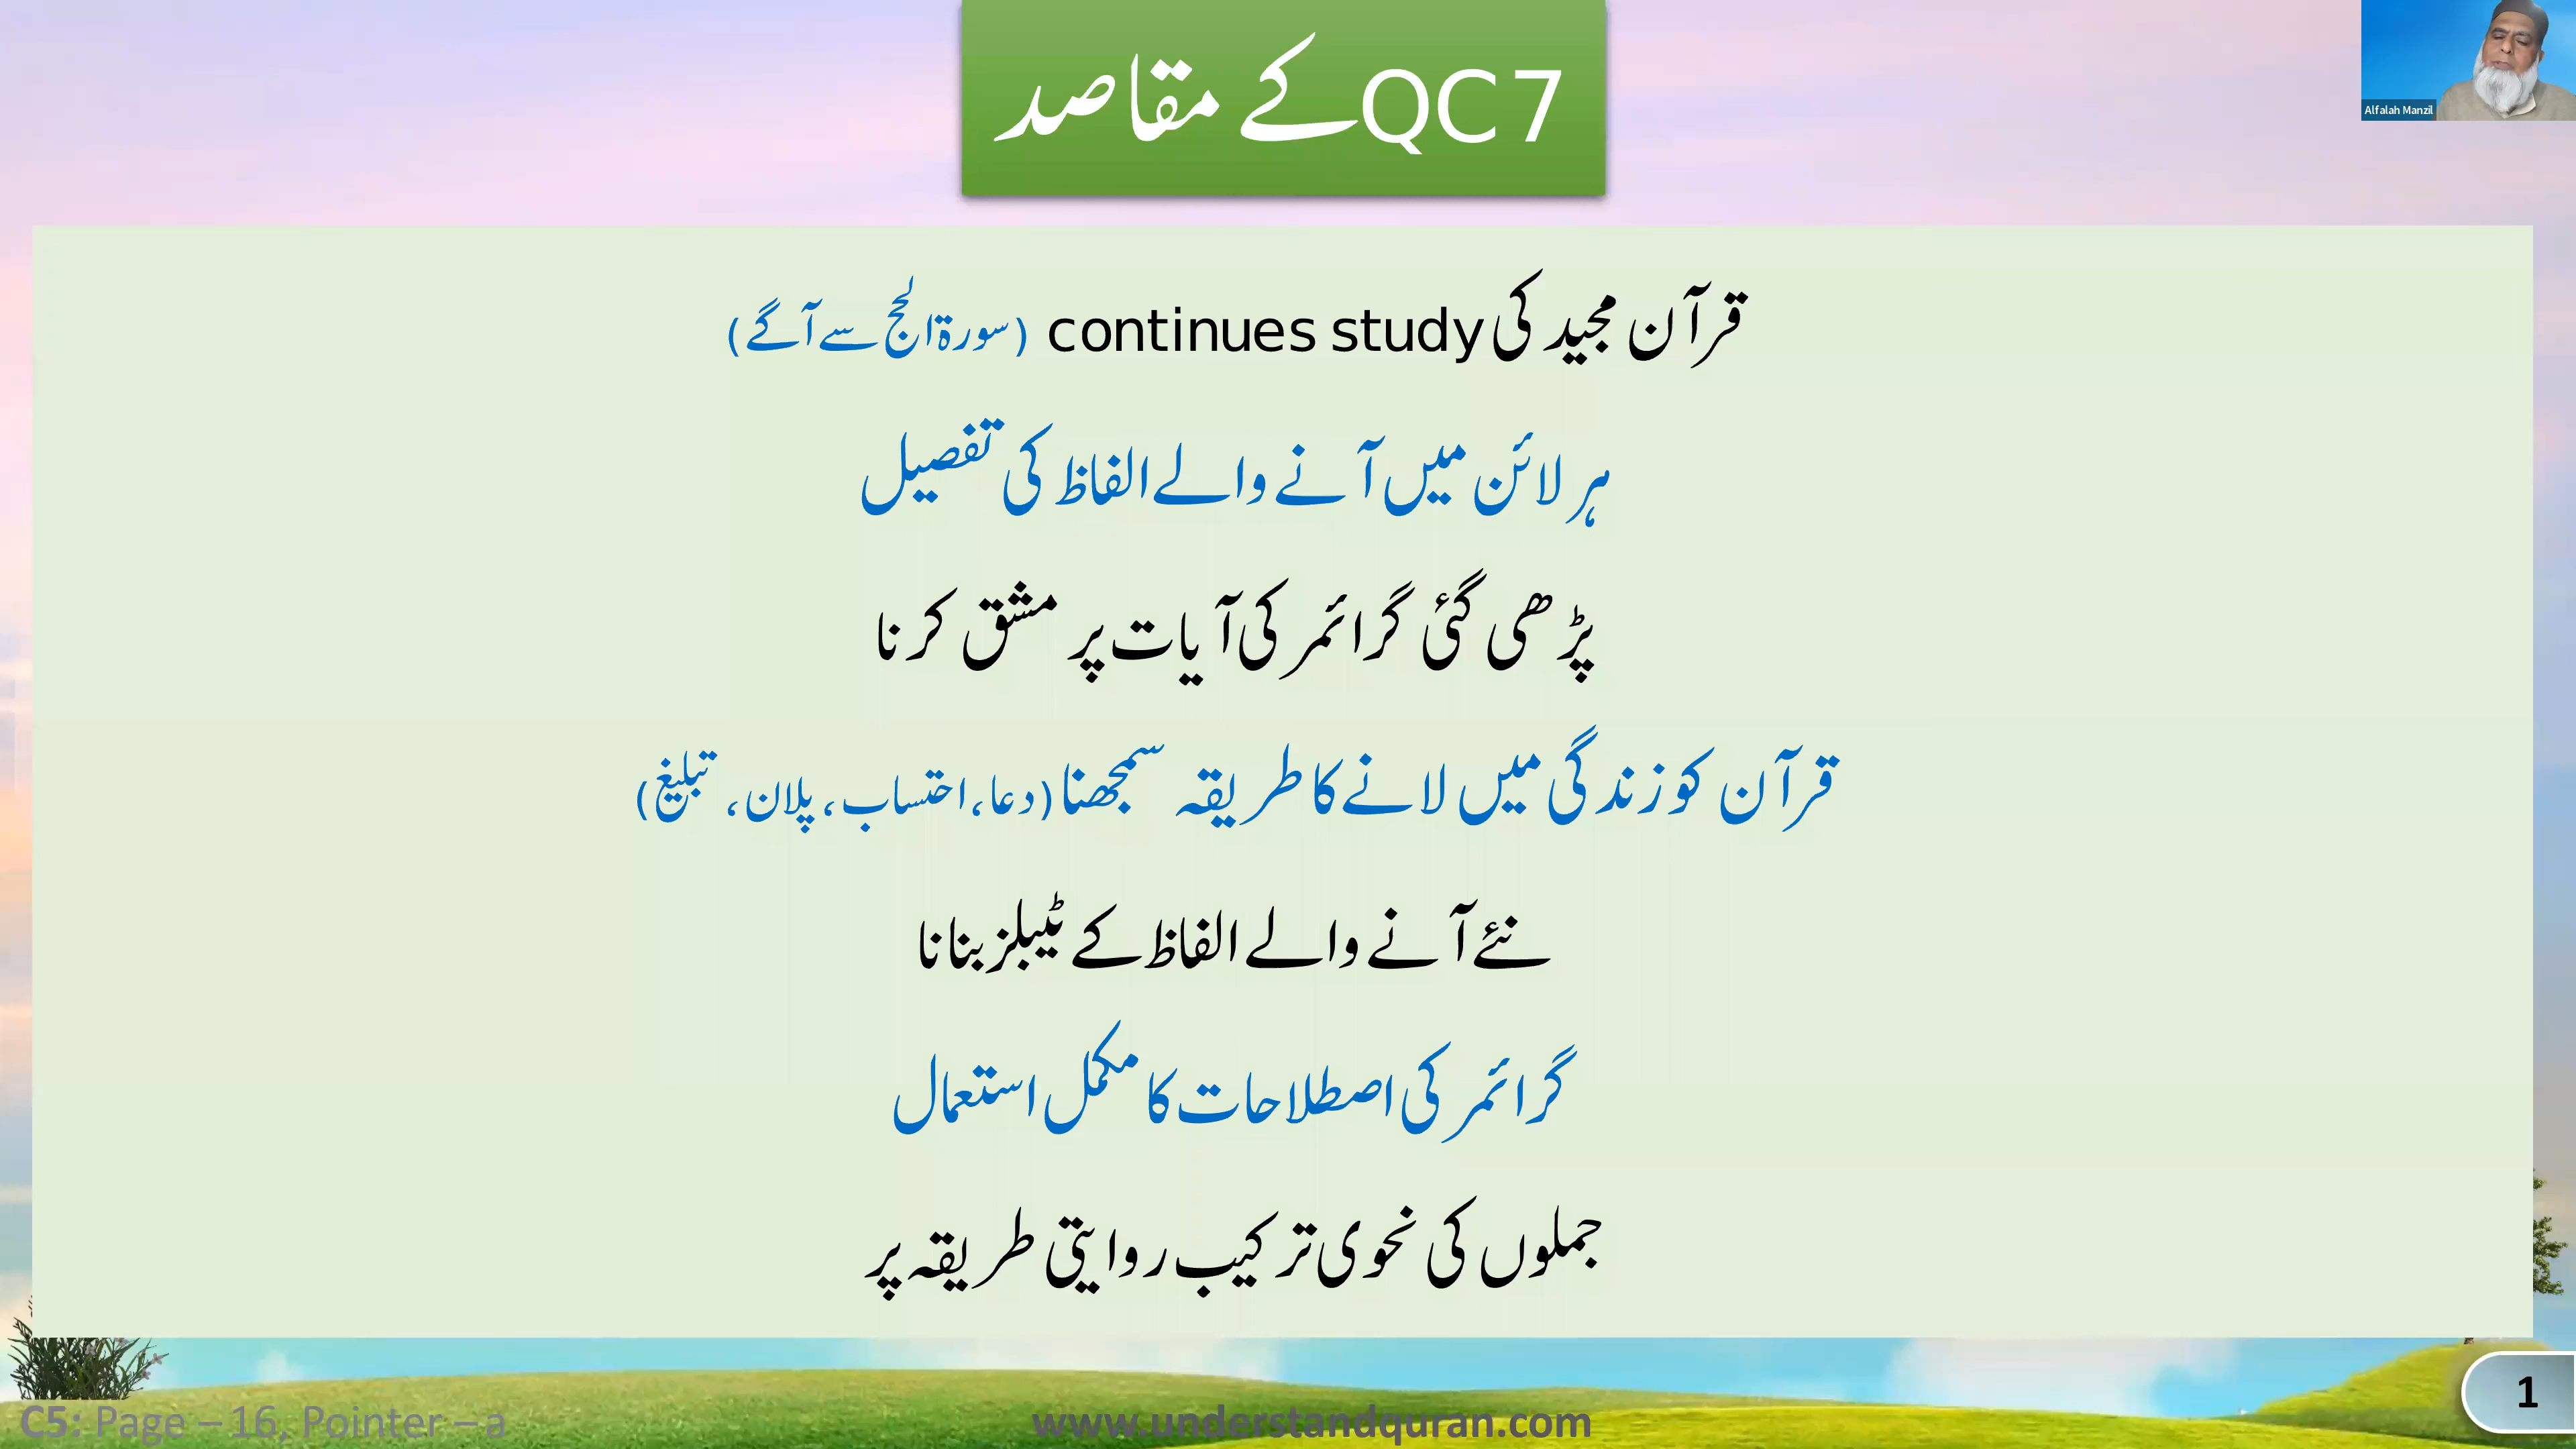 QC7 کے مقاصد
Alfalah Manzil
قرآن مجید کی continues study (سورۃ الحج سے آگے)
ہر لائن میں آنے والے الفاظ کی تفصیل
پڑھی گئی گرائمر کی آیات پر مشق کرنا
قرآن کو زندگی میں لانے کا طریقہ سمجھنا (دعا، احتساب، پلان، تبلیغ)
نئے آنے والے الفاظ کے ٹیبلز بنانا
گرائمر کی اصطلاحات کا مکمل استعمال
جملوں کی نحوی ترکیب روایتی طریقہ پر
C5: Page – 16, Pointer – a
www.understandquran.com
1